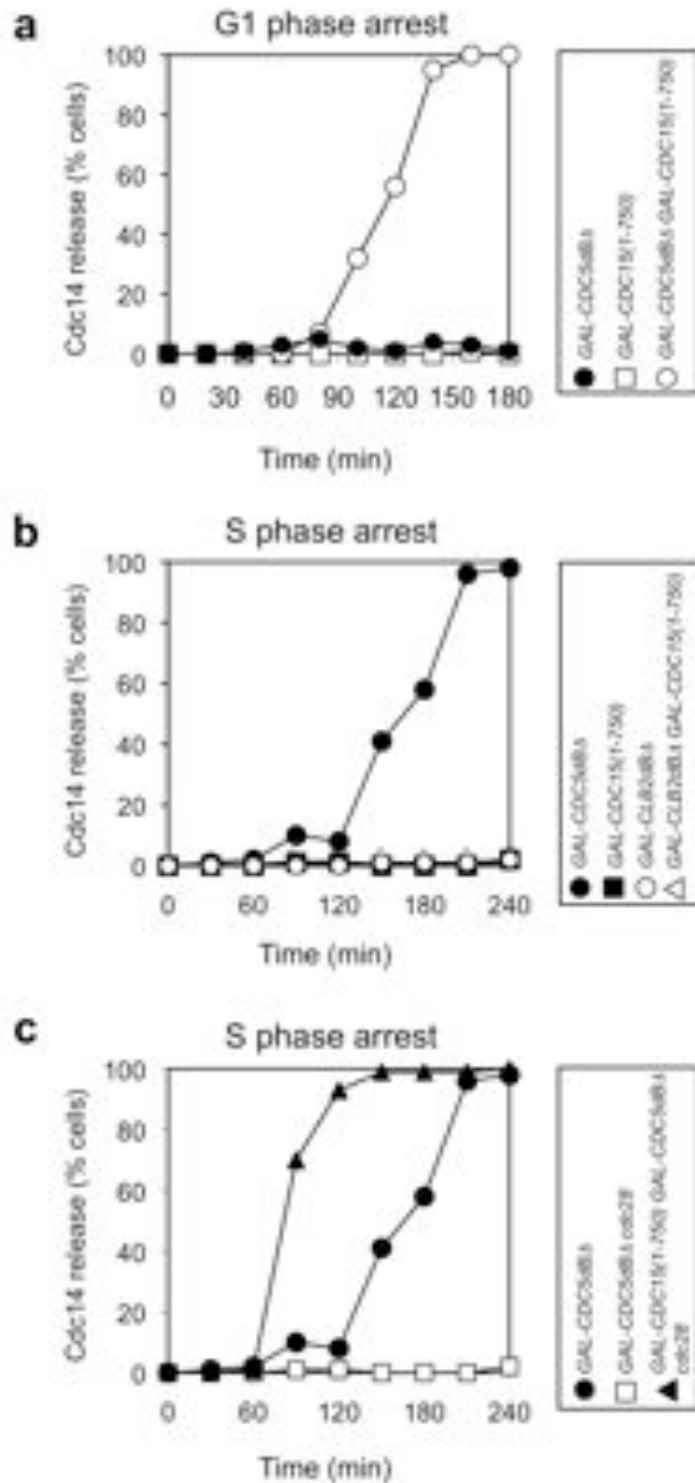 a
G1 phase arrest
Cdc14 release (% cells)
100
80
60
40
20
0
0 30 60 90 120 150 180
Time (min)
GAL-CDC5dBΔ
GAL-CDC15(1-750)
GAL-CDC5dBΔ GAL-CDC15(1-750)
b
S phase arrest
Cdc14 release (% cells)
100
80
60
40
20
0
0 60 120 180 240
Time (min)
GAL-CDC5dBΔ
GAL-CDC15(1-750)
GAL-CLB2dBΔ
GAL-CLB2dBΔ GAL-CDC15(1-750)
c
S phase arrest
Cdc14 release (% cells)
100
80
60
40
20
0
0 60 120 180 240
Time (min)
GAL-CDC5dBΔ
GAL-CDC5dBΔ cdc28
GAL-CDC15(1-750) GAL-CDC5dBΔ
cdc28